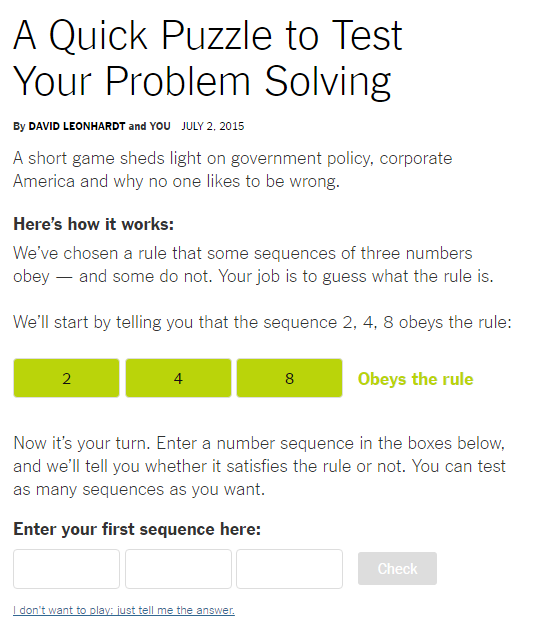 A Quick Puzzle to Test
Your Problem Solving
By DAVID LEONHARDT and YOU JULY 2, 2015
A short game sheds light on government policy, corporate
America and why no one likes to be wrong.
Here’s how it works:
We’ve chosen a rule that some sequences of three numbers
obey — and some do not. Your job is to guess what the rule is.
We’ll start by telling you that the sequence 2, 4, 8 obeys the rule:
2 4 8 Obeys the rule
Now it’s your turn. Enter a number sequence in the boxes below,
and we’ll tell you whether it satisfies the rule or not. You can test
as many sequences as you want.
Enter your first sequence here:
Check
I don't want to play; just tell me the answer.